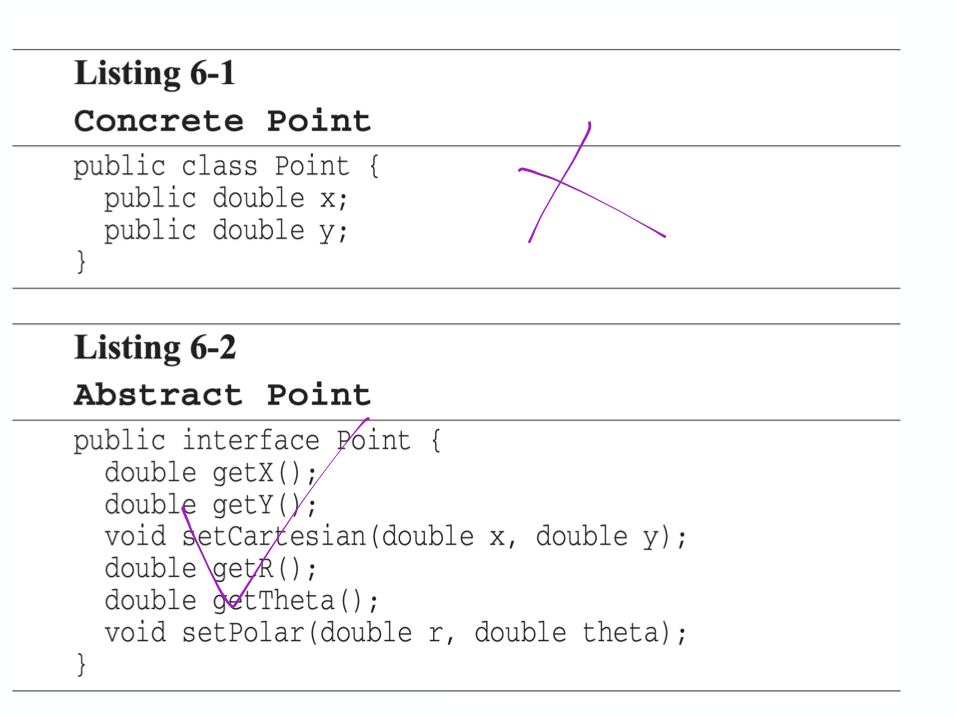 Listing 6-1
Concrete Point
public class Point {
  public double x;
  public double y;
}
Listing 6-2
Abstract Point
public interface Point {
  double getX();
  double getY();
  void setCartesian(double x, double y);
  double getR();
  double getTheta();
  void setPolar(double r, double theta);
}